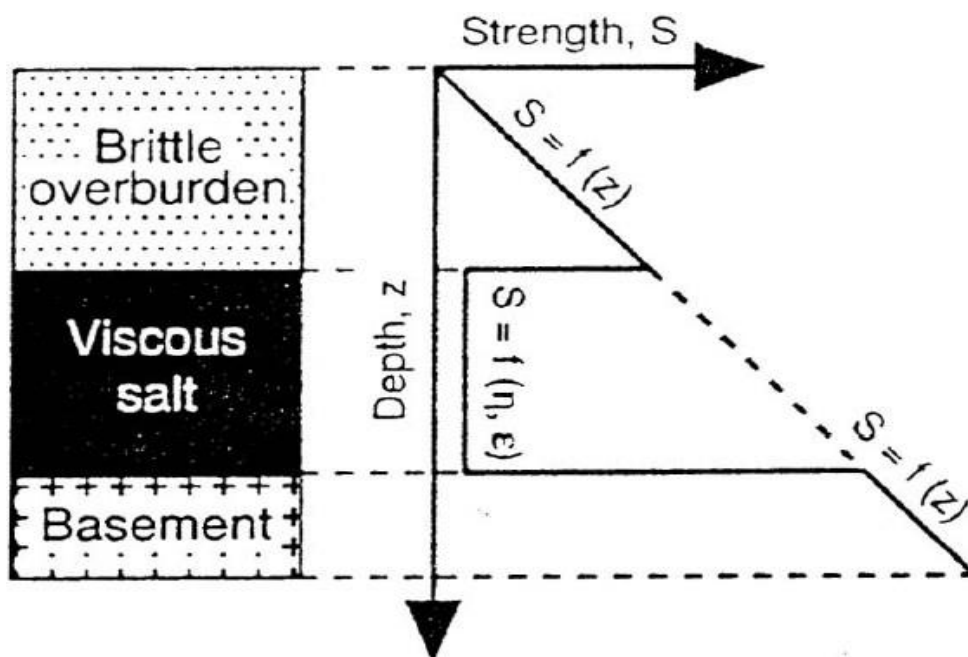 Strength, S
Brittle
overburden
S = f (z)
Viscous
salt
Depth, z
S = f (η, ε)
S = f (z)
Basement